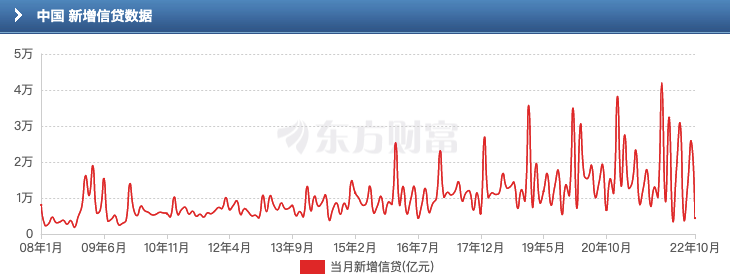 中国 新增信贷数据
5万
4万
3万
2万
1万
0
08年1月 09年6月 10年11月 12年4月 13年9月 15年2月 16年7月 17年12月 19年5月 20年10月 22年10月
东方财富
当月新增信贷(亿元)